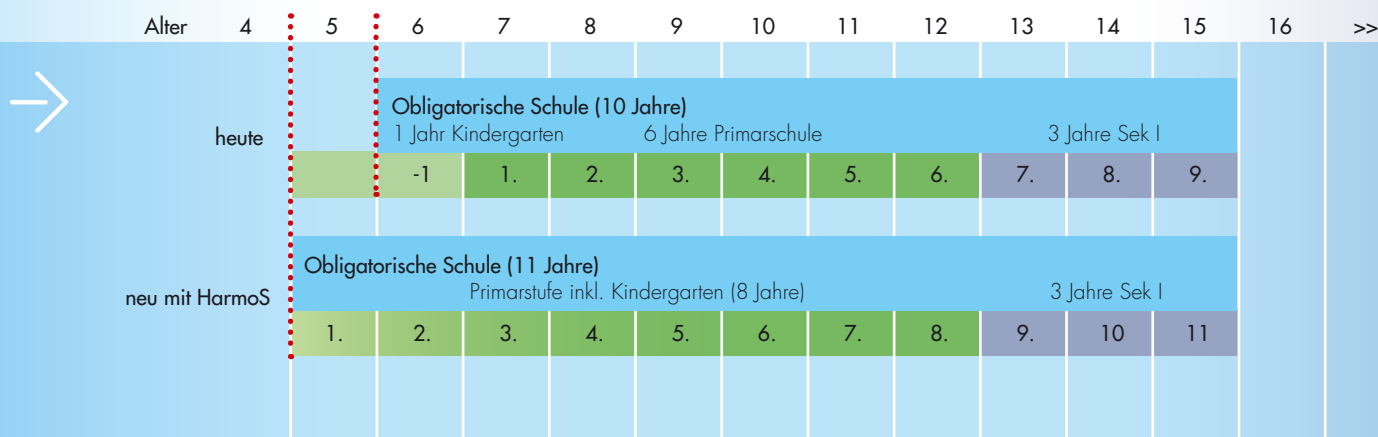 Alter 4 5 6 7 8 9 10 11 12 13 14 15 16 >>
Obligatorische Schule (10 Jahre)
1 Jahr Kindergarten 6 Jahre Primarschule 3 Jahre Sek I
heute
-1 1. 2. 3. 4. 5. 6. 7. 8. 9.
Obligatorische Schule (11 Jahre)
Primarstufe inkl. Kindergarten (8 Jahre) 3 Jahre Sek I
neu mit HarmoS
1. 2. 3. 4. 5. 6. 7. 8. 9. 10 11